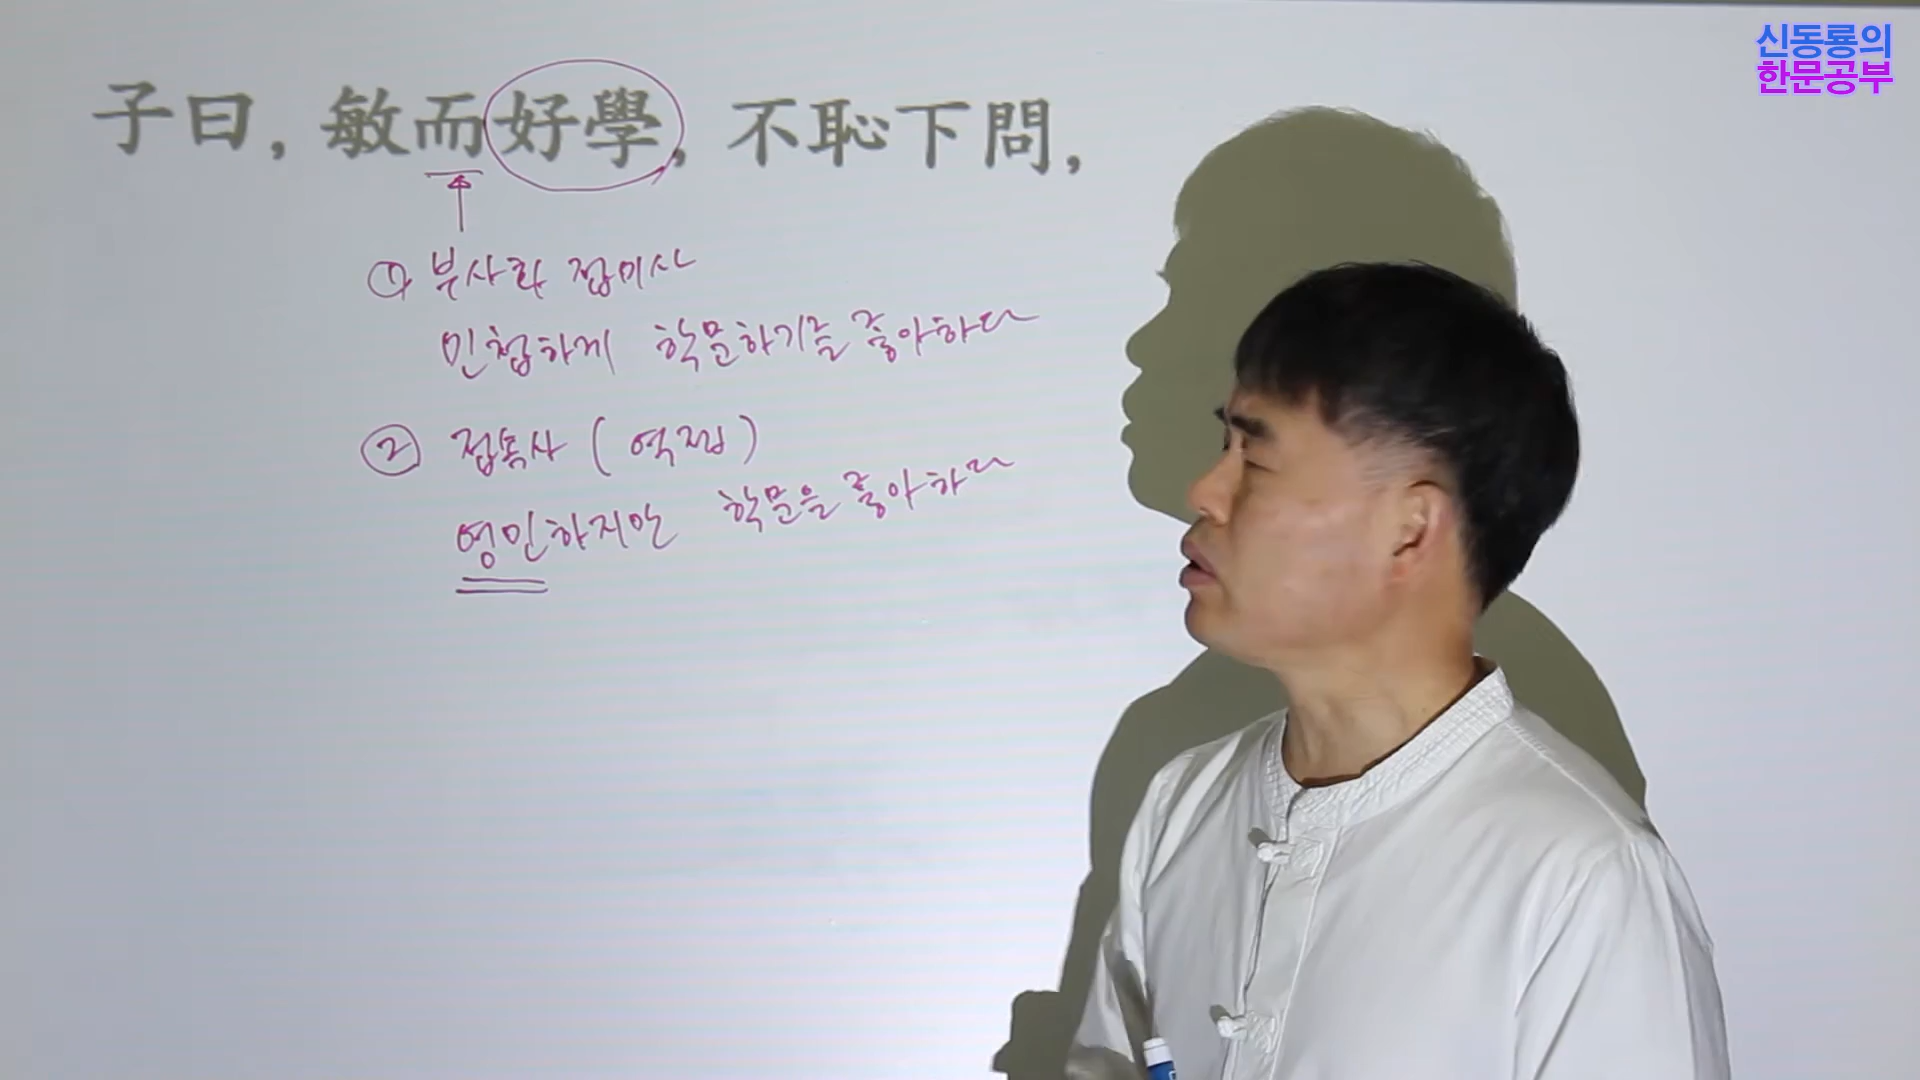 신동룡의
한문공부
子曰, 敏而好學, 不恥下問,
① 부사화 접미사
민첩하게 학문하기를 좋아하다
② 접속사 (역접)
영민하지만 학문을 좋아하다